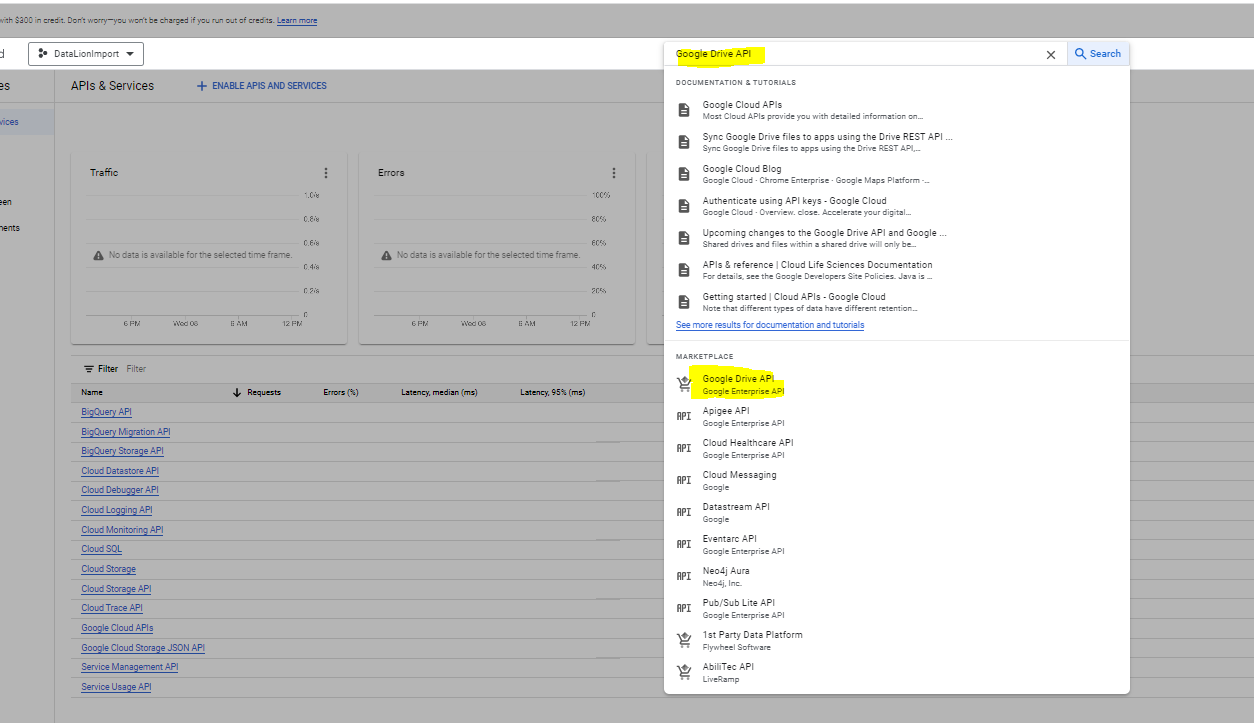 with $300 in credit. Don't worry—you won't be charged if you run out of credits. Learn more
d
DataLionImport
Google Drive API
Search
es
APIs & Services
ENABLE APIS AND SERVICES
vices
een
ments
Traffic
1.0/s
0.8/s
0.6/s
No data is available for the selected time frame.
0.4/s
0.2/s
0
6 PM Wed 08 6 AM 12 PM
Errors
100%
80%
60%
No data is available for the selected time frame.
40%
20%
0
6 PM Wed 08 6 AM 12 PM
Filter Filter
Name Requests Errors (%) Latency, median (ms) Latency, 95% (ms)
BigQuery API
BigQuery Migration API
BigQuery Storage API
Cloud Datastore API
Cloud Debugger API
Cloud Logging API
Cloud Monitoring API
Cloud SQL
Cloud Storage
Cloud Storage API
Cloud Trace API
Google Cloud APIs
Google Cloud Storage JSON API
Service Management API
Service Usage API
DOCUMENTATION & TUTORIALS
Google Cloud APIs
Most Cloud APIs provide you with detailed information on...
Sync Google Drive files to apps using the Drive REST API ...
Sync Google Drive files to apps using the Drive REST API,...
Google Cloud Blog
Google Cloud · Chrome Enterprise · Google Maps Platform ·...
Authenticate using API keys - Google Cloud
Google Cloud · Overview. close. Accelerate your digital...
Upcoming changes to the Google Drive API and Google ...
Shared drives and files within a shared drive will only be...
APIs & reference | Cloud Life Sciences Documentation
For details, see the Google Developers Site Policies. Java is ...
Getting started | Cloud APIs - Google Cloud
Note that different types of data have different retention...
See more results for documentation and tutorials
MARKETPLACE
Google Drive API
Google Enterprise API
API Apigee API
Google Enterprise API
API Cloud Healthcare API
Google Enterprise API
API Cloud Messaging
Google
API Datastream API
Google
API Eventarc API
Google Enterprise API
API Neo4j Aura
Neo4j, Inc.
API Pub/Sub Lite API
Google Enterprise API
1st Party Data Platform
Flywheel Software
AbiliTec API
LiveRamp